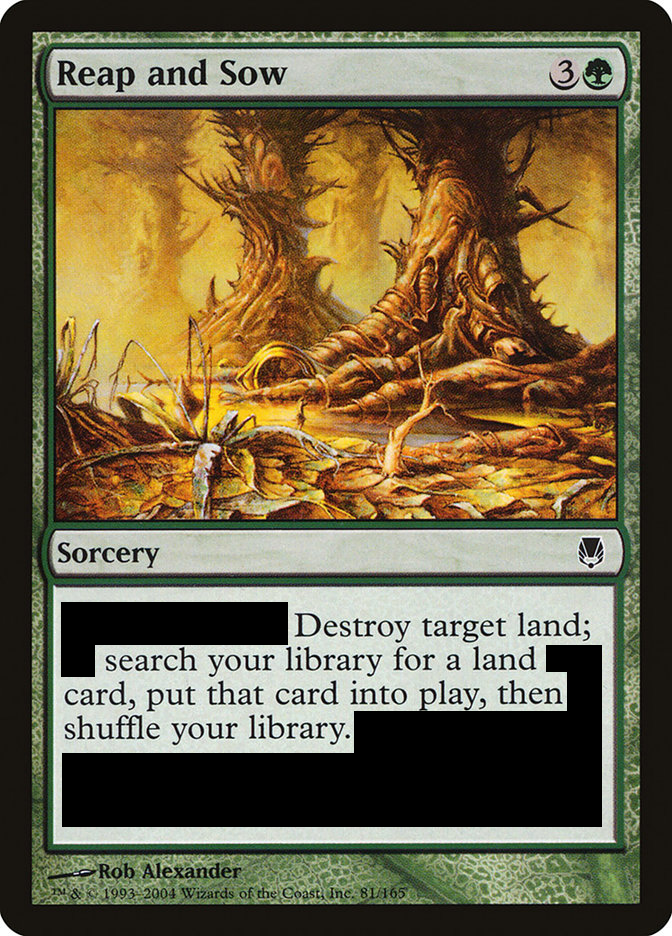 Reap and Sow
3
Sorcery
Destroy target land;
search your library for a land
card, put that card into play, then
shuffle your library.
Rob Alexander
™ & © 1993–2004 Wizards of the Coast, Inc. 81/165